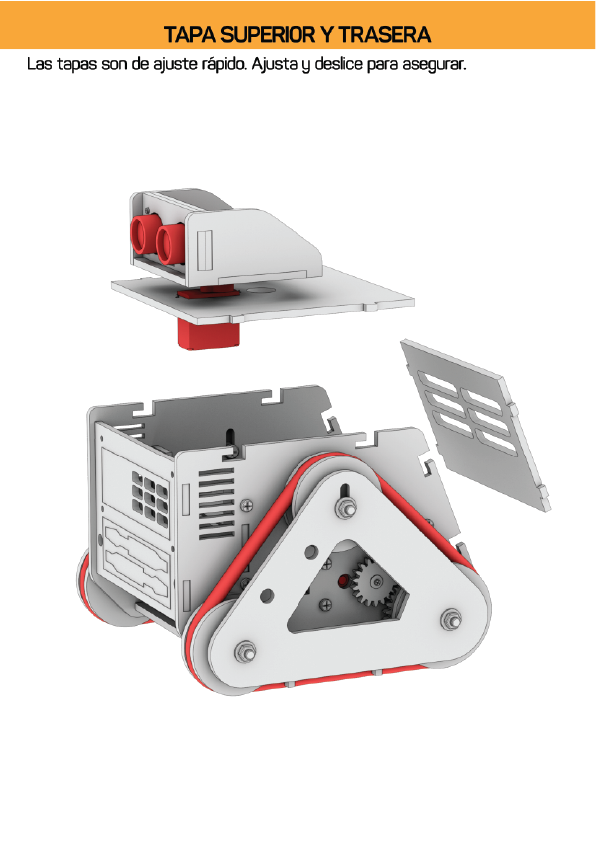 TAPA SUPERIOR Y TRASERA
Las tapas son de ajuste rápido. Ajusta y deslice para asegurar.